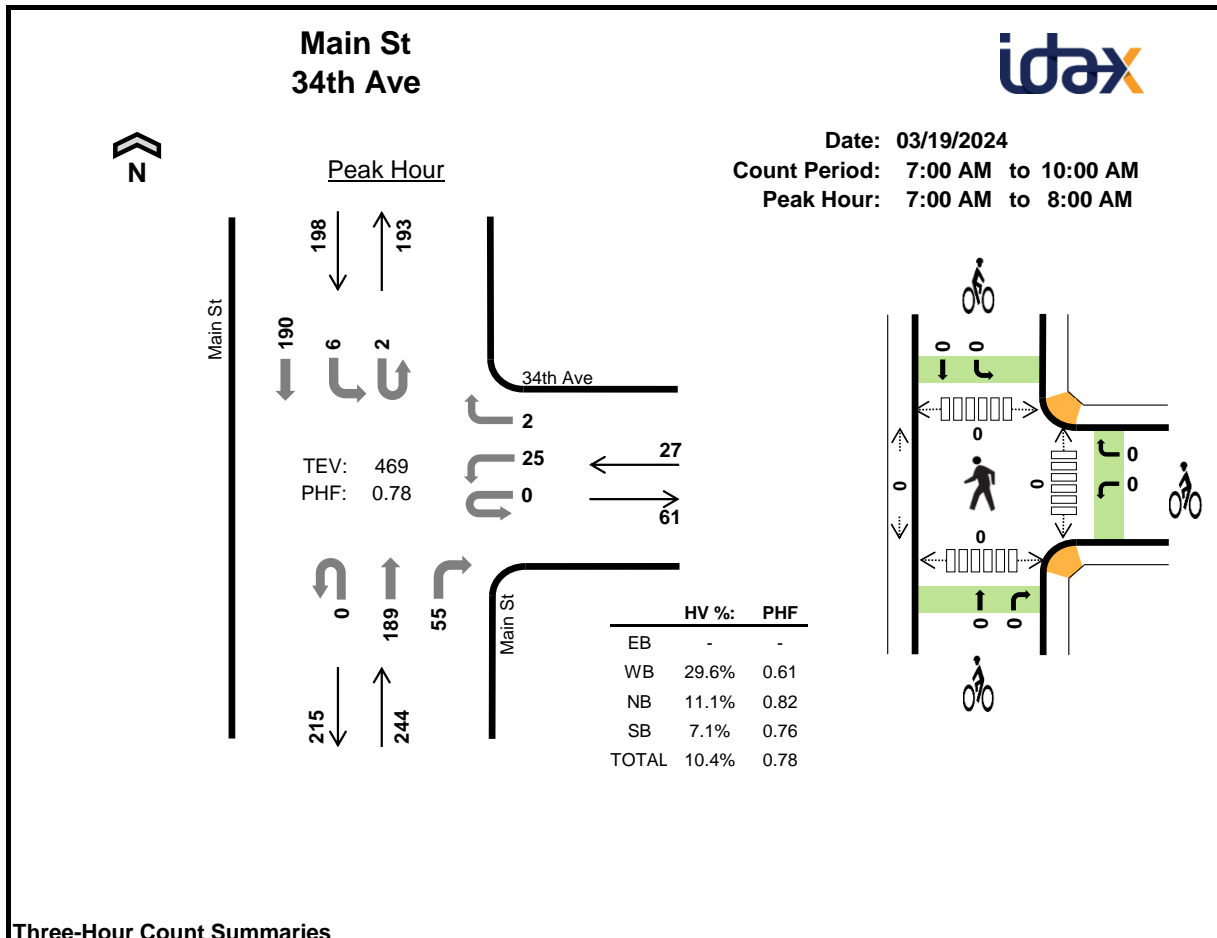 Main St
34th Ave
idax
N
Peak Hour
Date: 03/19/2024
Count Period: 7:00 AM to 10:00 AM
Peak Hour: 7:00 AM to 8:00 AM
198
193
Main St
190
6
2
34th Ave
2
25
0
27
61
TEV: 469
PHF: 0.78
0
189
55
Main St
215
244
HV %: PHF
EB - -
WB 29.6% 0.61
NB 11.1% 0.82
SB 7.1% 0.76
TOTAL 10.4% 0.78
0
0
0
0
0
0
0
0
0
0
Three-Hour Count Summaries